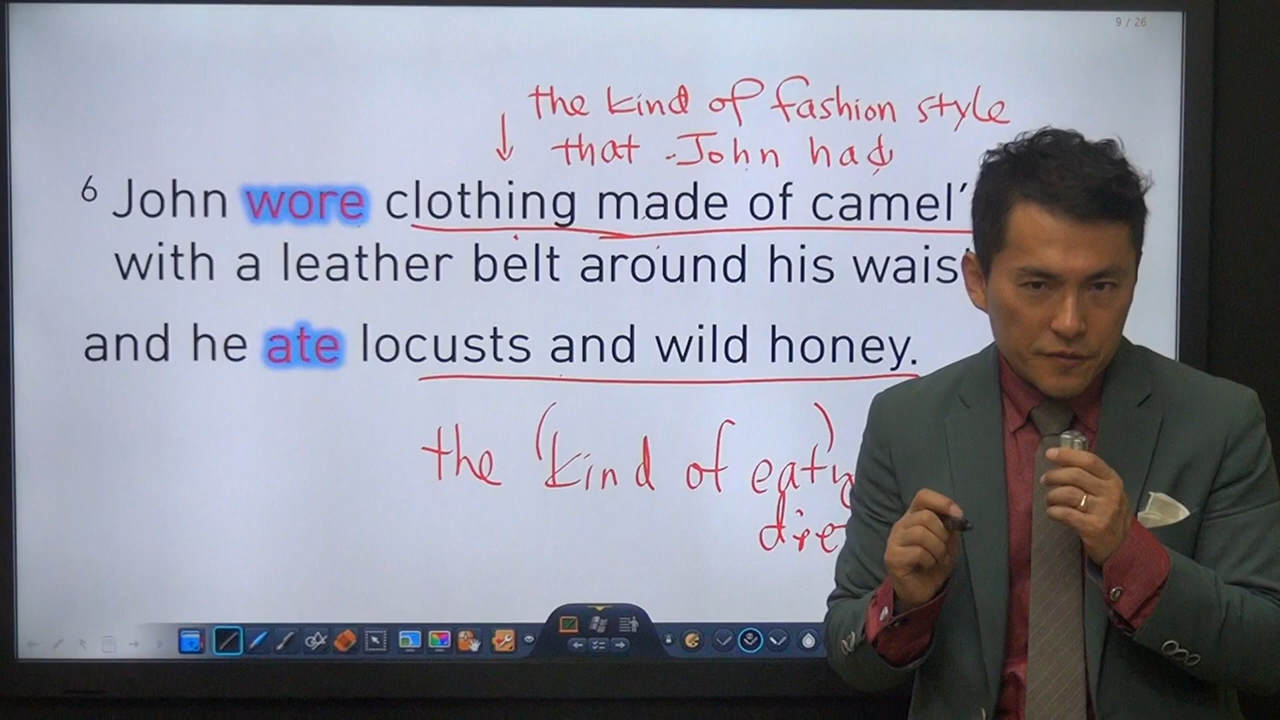 9 / 26
the kind of fashion style
↓ that John had
6 John wore clothing made of camel'
with a leather belt around his wais
and he ate locusts and wild honey.
the (kind of eat
die